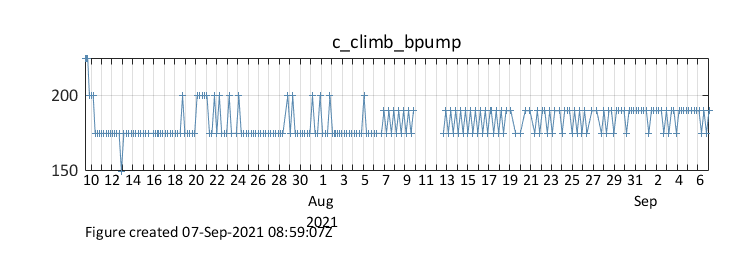 c_climb_bpump
200
150
10 12 14 16 18 20 22 24 26 28 30 1 3 5 7 9 11 13 15 17 19 21 23 25 27 29 31 2 4 6
Aug Sep
2021
Figure created 07-Sep-2021 08:59:07Z